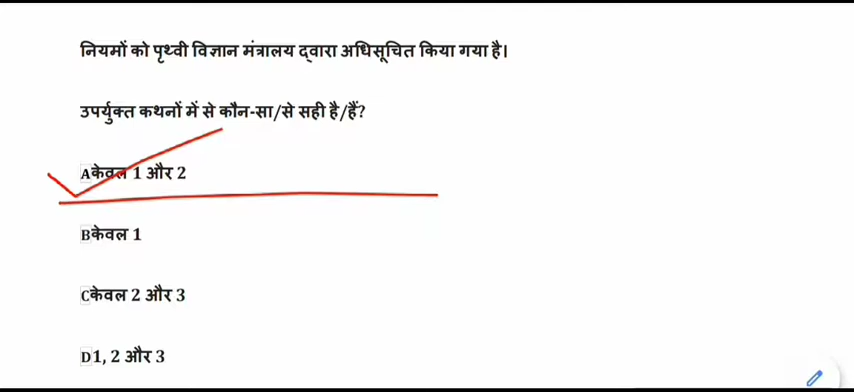 नियमों को पृथ्वी विज्ञान मंत्रालय द्वारा अधिसूचित किया गया है।
उपर्युक्त कथनों में से कौन-सा/से सही है/हैं?
Aकेवल 1 और 2
Bकेवल 1
Cकेवल 2 और 3
D1, 2 और 3